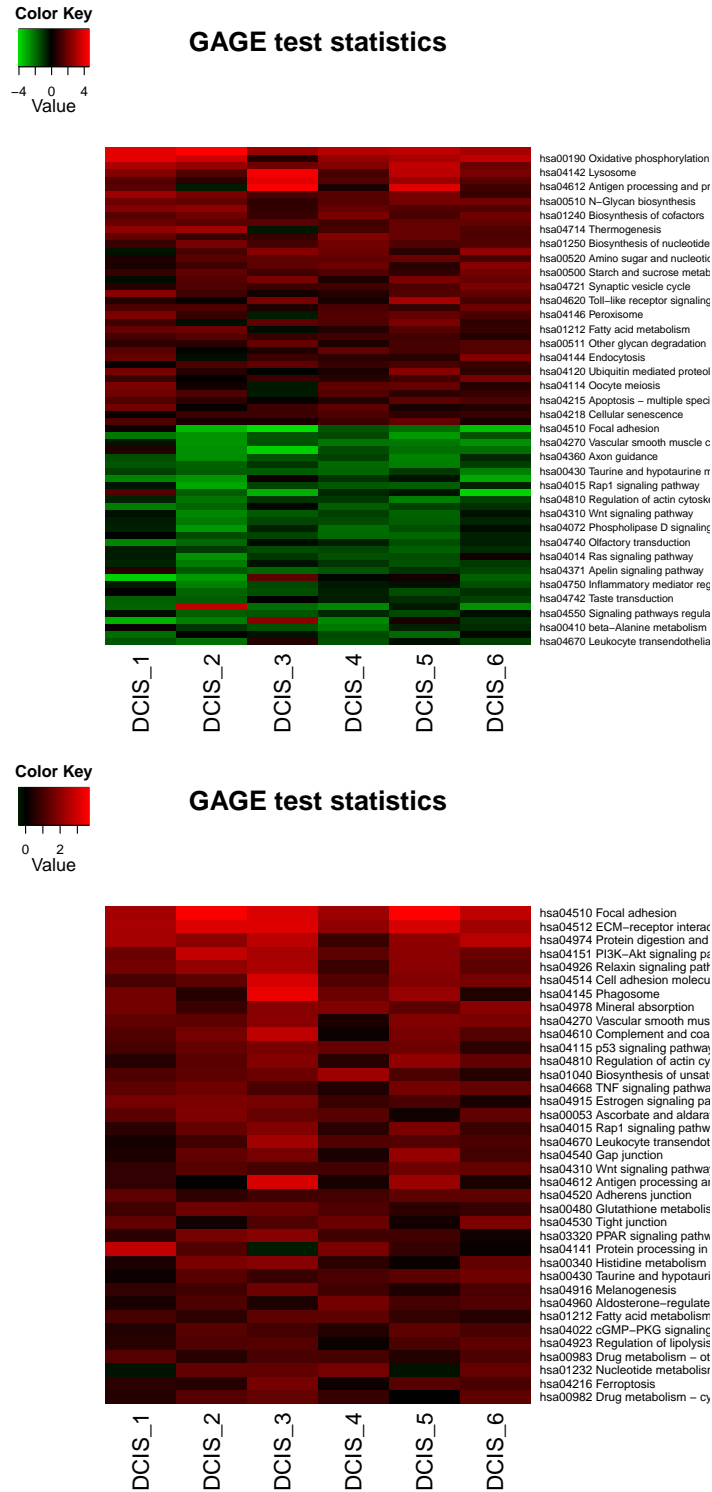 Color Key
GAGE test statistics
−4 0 4
Value
hsa00190 Oxidative phosphorylation
hsa04142 Lysosome
hsa04612 Antigen processing and pr
hsa00510 N−Glycan biosynthesis
hsa01240 Biosynthesis of cofactors
hsa04714 Thermogenesis
hsa01250 Biosynthesis of nucleotide
hsa00520 Amino sugar and nucleotid
hsa00500 Starch and sucrose metab
hsa04721 Synaptic vesicle cycle
hsa04620 Toll−like receptor signaling
hsa04146 Peroxisome
hsa01212 Fatty acid metabolism
hsa00511 Other glycan degradation
hsa04144 Endocytosis
hsa04120 Ubiquitin mediated proteol
hsa04114 Oocyte meiosis
hsa04215 Apoptosis − multiple speci
hsa04218 Cellular senescence
hsa04510 Focal adhesion
hsa04270 Vascular smooth muscle c
hsa04360 Axon guidance
hsa00430 Taurine and hypotaurine m
hsa04015 Rap1 signaling pathway
hsa04810 Regulation of actin cytoske
hsa04310 Wnt signaling pathway
hsa04072 Phospholipase D signaling
hsa04740 Olfactory transduction
hsa04014 Ras signaling pathway
hsa04371 Apelin signaling pathway
hsa04750 Inflammatory mediator reg
hsa04742 Taste transduction
hsa04550 Signaling pathways regula
hsa00410 beta−Alanine metabolism
hsa04670 Leukocyte transendothelia
DCIS_1 DCIS_2 DCIS_3 DCIS_4 DCIS_5 DCIS_6
Color Key
GAGE test statistics
0 2
Value
hsa04510 Focal adhesion
hsa04512 ECM−receptor interac
hsa04974 Protein digestion and
hsa04151 PI3K−Akt signaling pa
hsa04926 Relaxin signaling path
hsa04514 Cell adhesion molecu
hsa04145 Phagosome
hsa04978 Mineral absorption
hsa04270 Vascular smooth mus
hsa04610 Complement and coa
hsa04115 p53 signaling pathway
hsa04810 Regulation of actin cy
hsa01040 Biosynthesis of unsat
hsa04668 TNF signaling pathwa
hsa04915 Estrogen signaling pa
hsa00053 Ascorbate and aldara
hsa04015 Rap1 signaling pathw
hsa04670 Leukocyte transendot
hsa04540 Gap junction
hsa04310 Wnt signaling pathway
hsa04612 Antigen processing an
hsa04520 Adherens junction
hsa00480 Glutathione metabolis
hsa04530 Tight junction
hsa03320 PPAR signaling pathw
hsa04141 Protein processing in
hsa00340 Histidine metabolism
hsa00430 Taurine and hypotauri
hsa04916 Melanogenesis
hsa04960 Aldosterone−regulate
hsa01212 Fatty acid metabolism
hsa04022 cGMP−PKG signaling
hsa04923 Regulation of lipolysis
hsa00983 Drug metabolism − ot
hsa01232 Nucleotide metabolism
hsa04216 Ferroptosis
hsa00982 Drug metabolism − cy
DCIS_1 DCIS_2 DCIS_3 DCIS_4 DCIS_5 DCIS_6